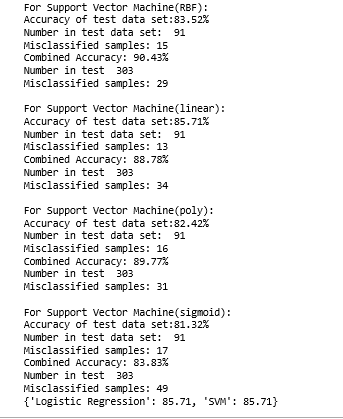 For Support Vector Machine(RBF):
Accuracy of test data set:83.52%
Number in test data set:  91
Misclassified samples: 15
Combined Accuracy: 90.43%
Number in test  303
Misclassified samples: 29

For Support Vector Machine(linear):
Accuracy of test data set:85.71%
Number in test data set:  91
Misclassified samples: 13
Combined Accuracy: 88.78%
Number in test  303
Misclassified samples: 34

For Support Vector Machine(poly):
Accuracy of test data set:82.42%
Number in test data set:  91
Misclassified samples: 16
Combined Accuracy: 89.77%
Number in test  303
Misclassified samples: 31

For Support Vector Machine(sigmoid):
Accuracy of test data set:81.32%
Number in test data set:  91
Misclassified samples: 17
Combined Accuracy: 83.83%
Number in test  303
Misclassified samples: 49
{'Logistic Regression': 85.71, 'SVM': 85.71}